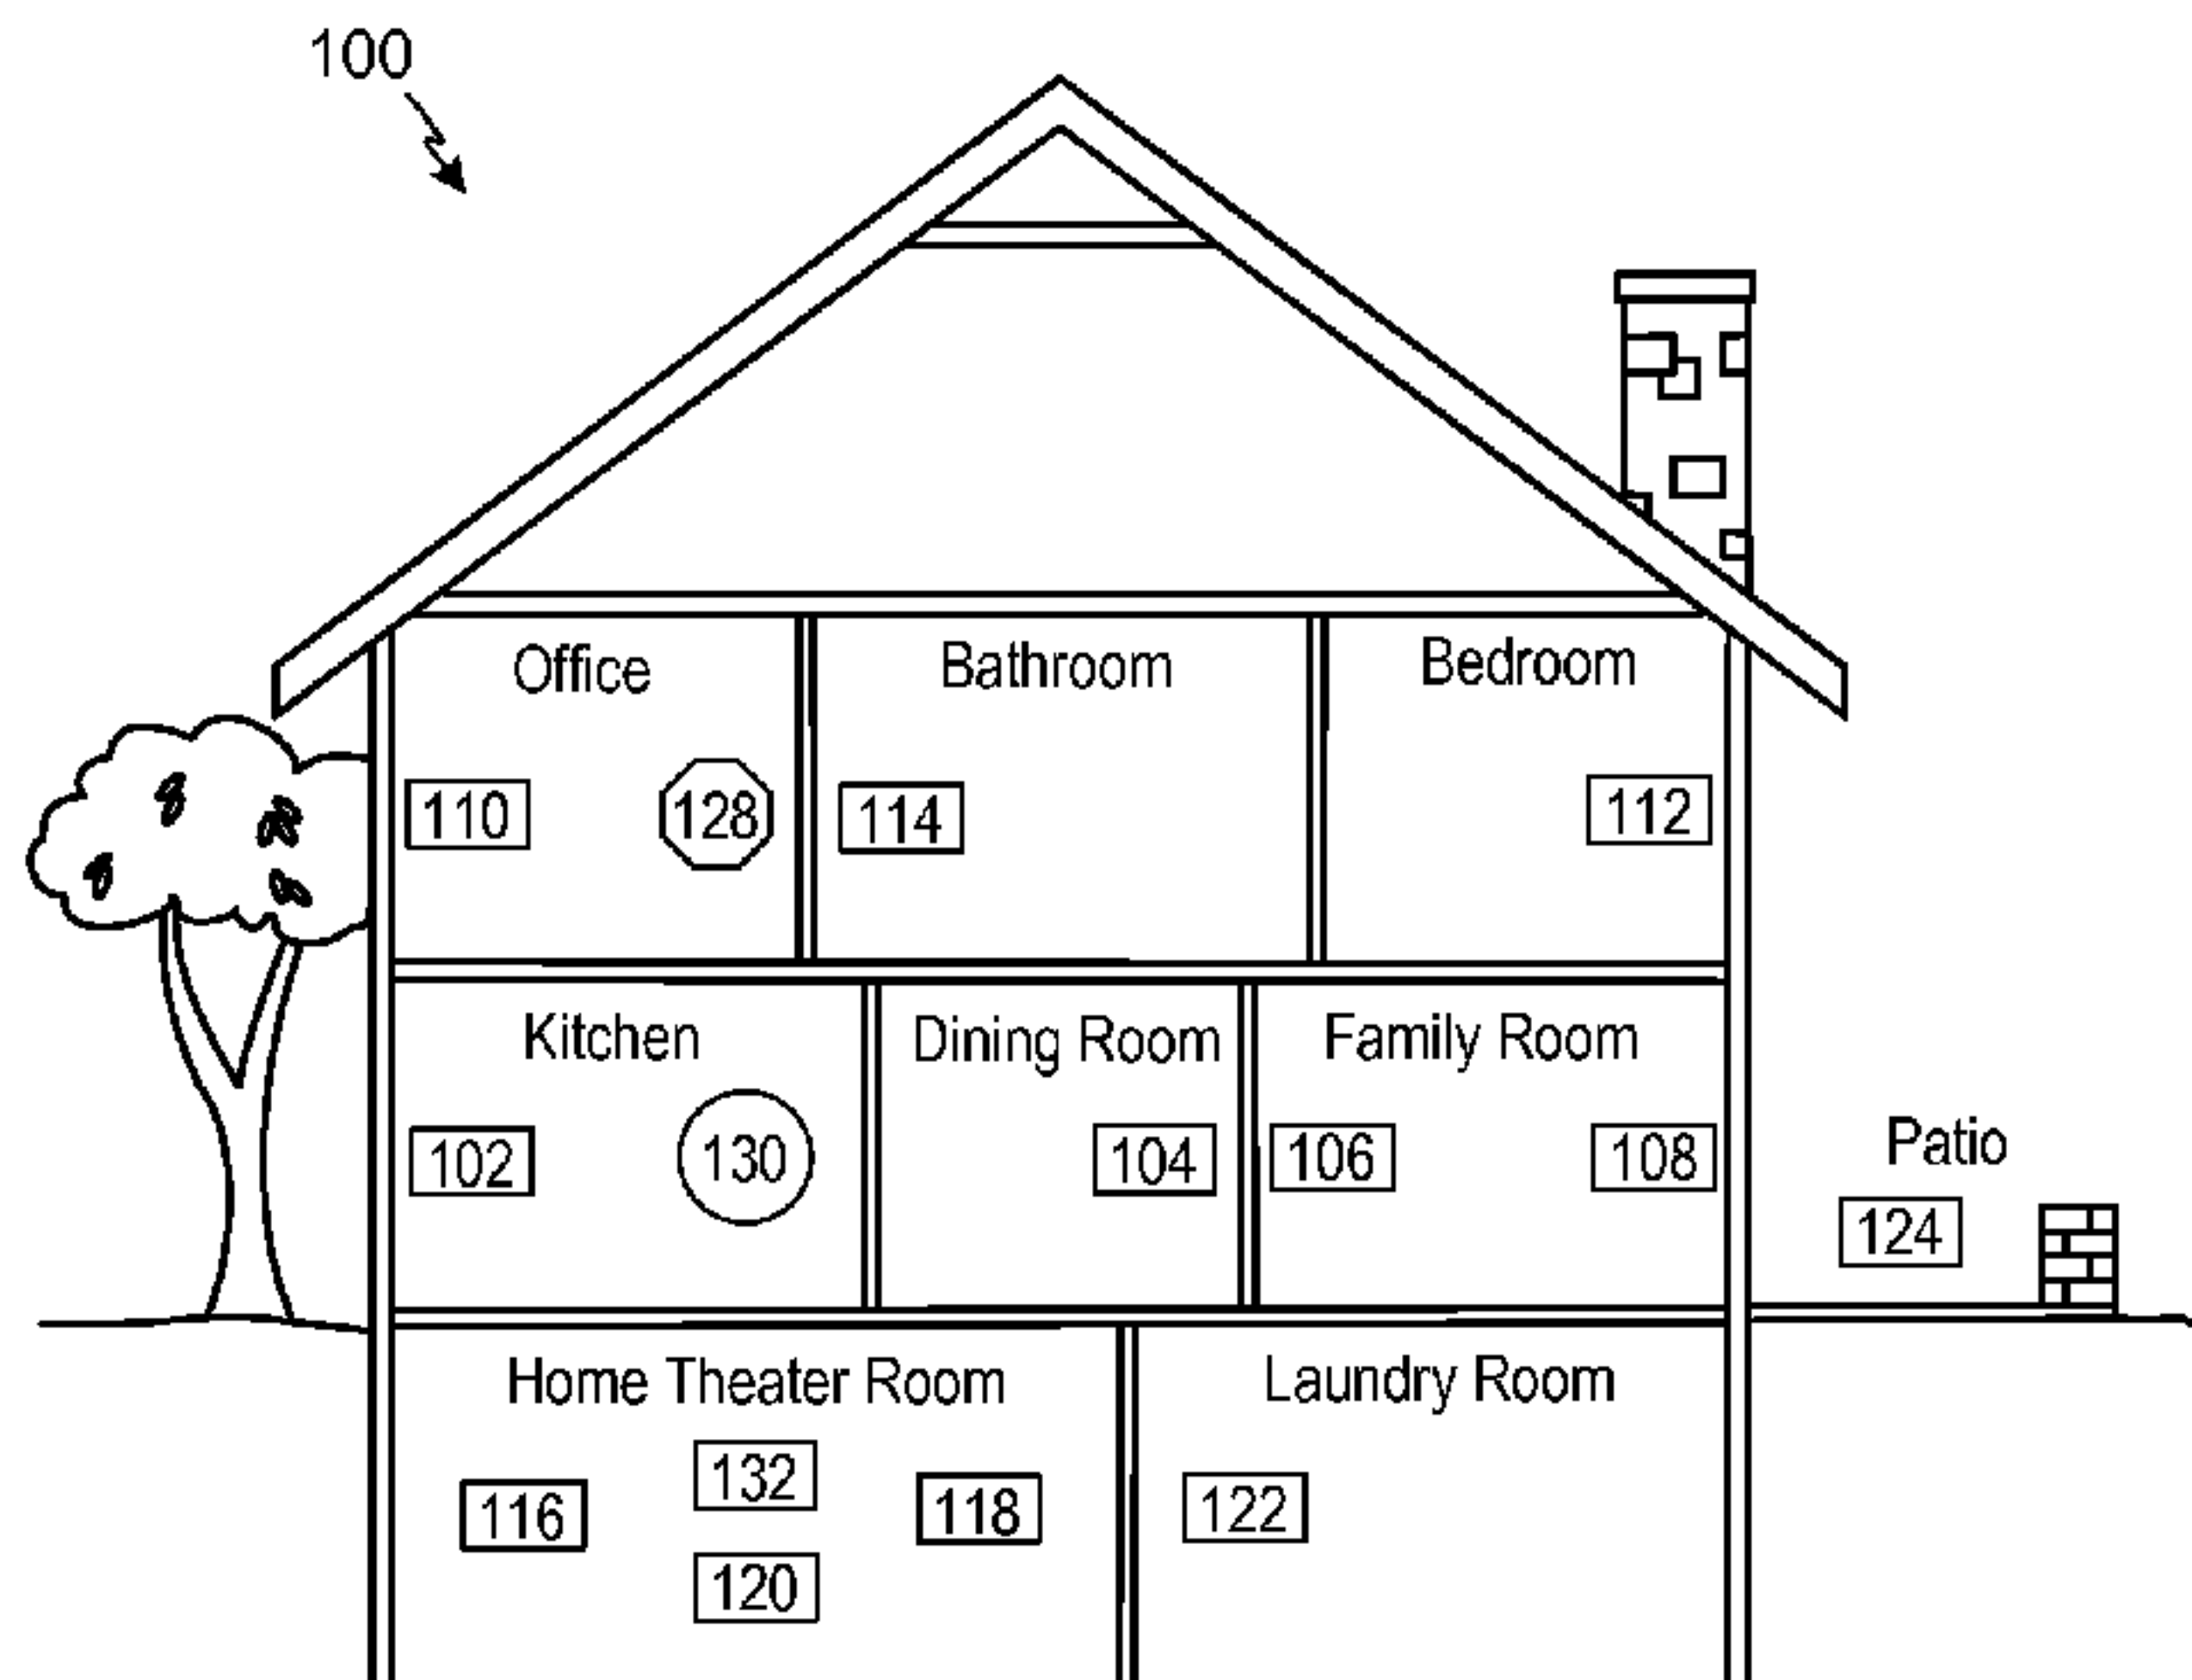 100
Office
Bathroom
Bedroom
110
128
114
112
Kitchen
Dining Room
Family Room
Patio
102
130
104
106
108
124
Home Theater Room
Laundry Room
132
116
118
122
120